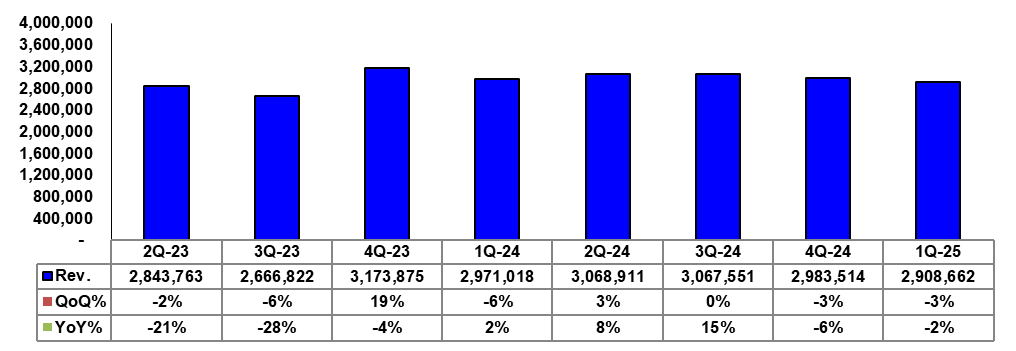 4,000,000
3,600,000
3,200,000
2,800,000
2,400,000
2,000,000
1,600,000
1,200,000
800,000
400,000
-
2Q-23 3Q-23 4Q-23 1Q-24 2Q-24 3Q-24 4Q-24 1Q-25
Rev. 2,843,763 2,666,822 3,173,875 2,971,018 3,068,911 3,067,551 2,983,514 2,908,662
QoQ% -2% -6% 19% -6% 3% 0% -3% -3%
YoY% -21% -28% -4% 2% 8% 15% -6% -2%